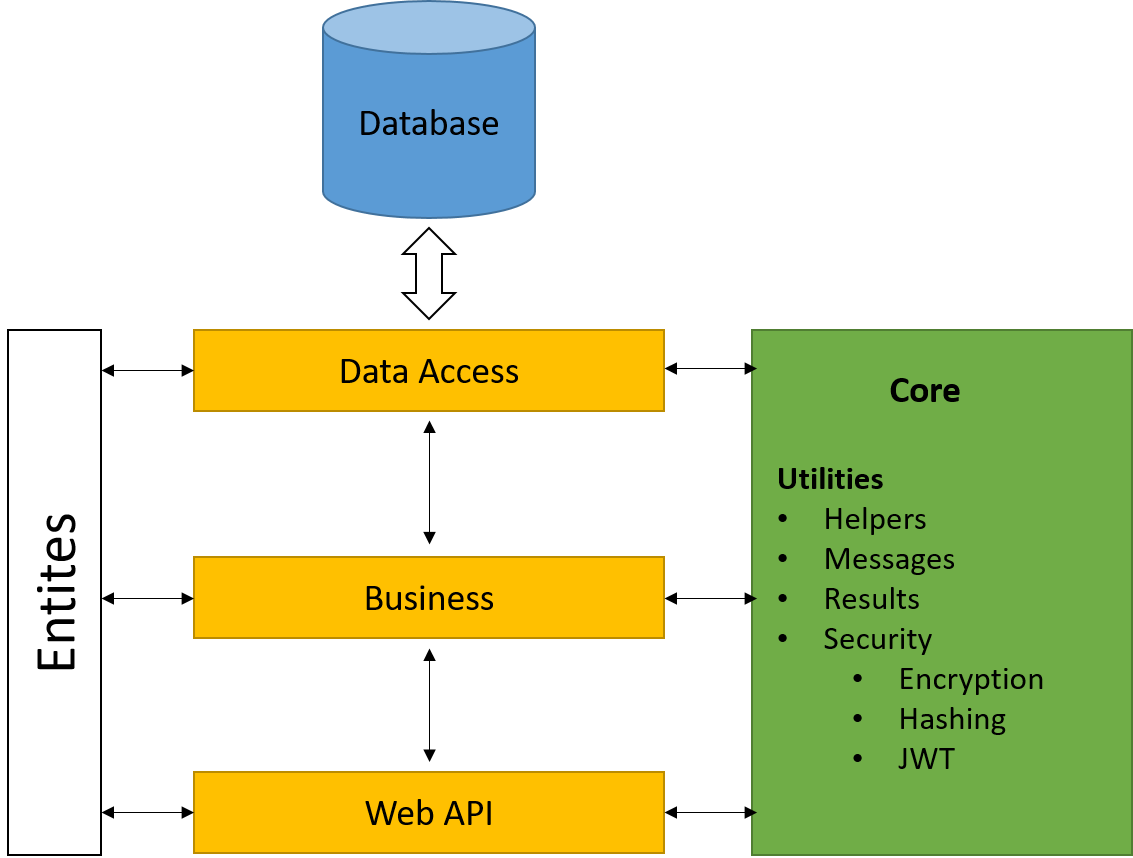 Database
Data Access
Business
Web API
Entites
Core
Utilities
• Helpers
• Messages
• Results
• Security
• Encryption
• Hashing
• JWT